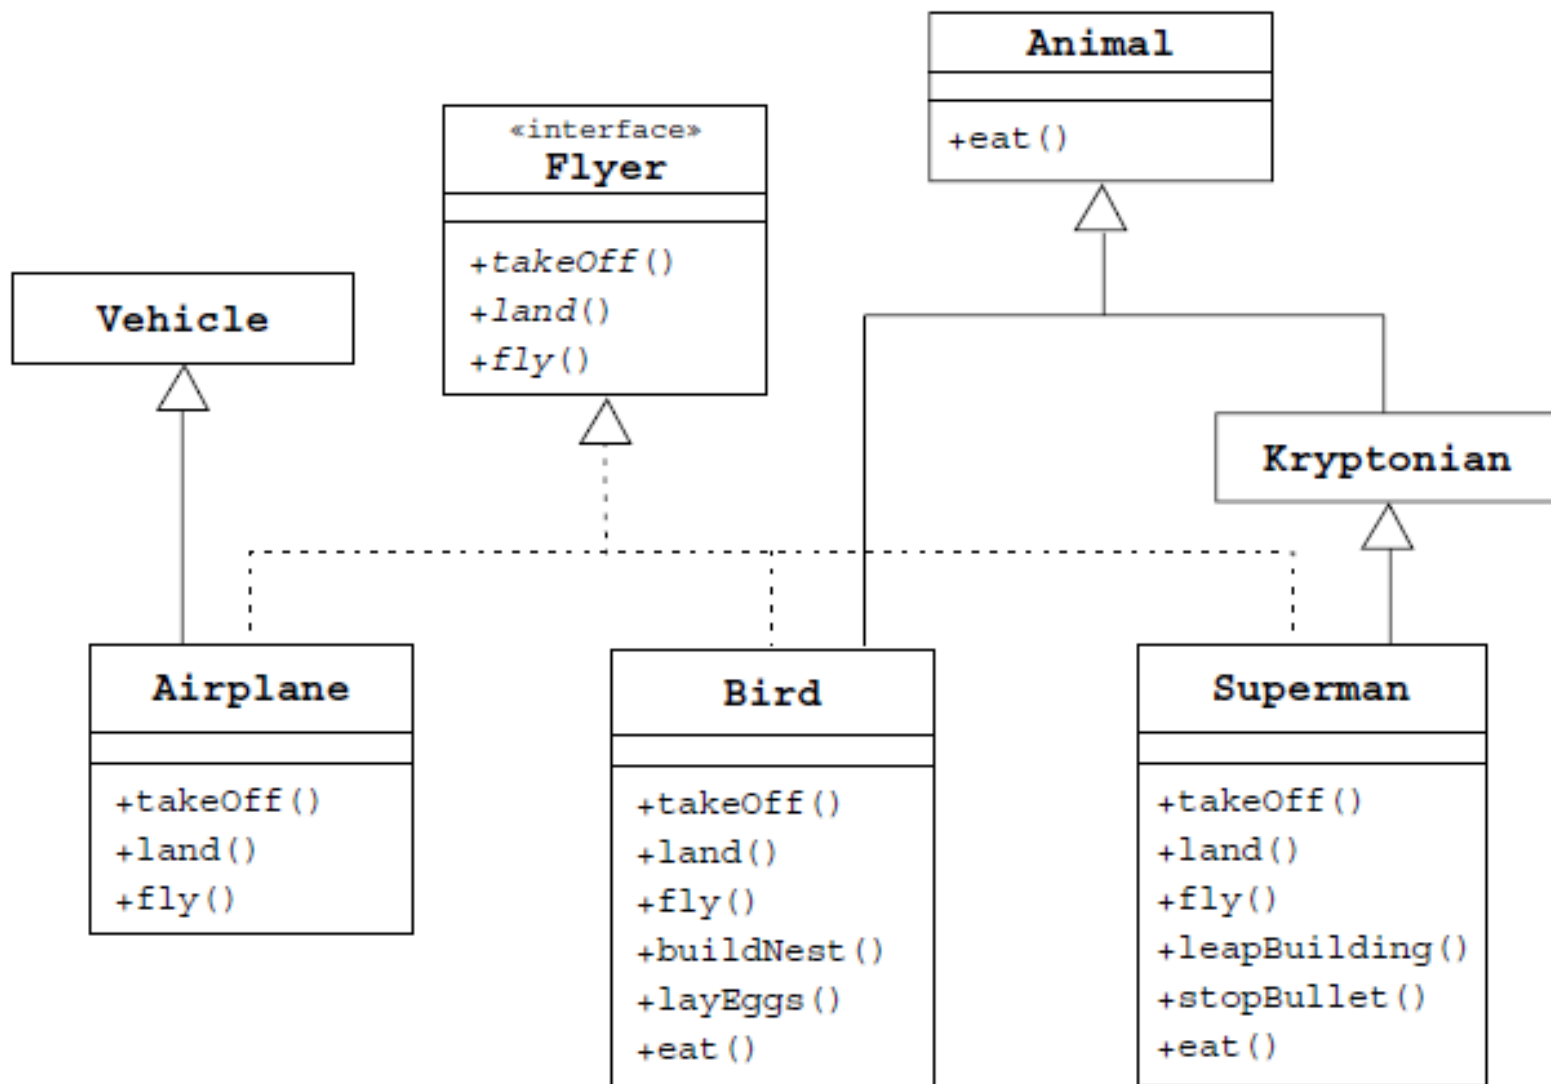 Animal
+eat()
«interface»
Flyer
+takeOff()
+land()
+fly()
Vehicle
Kryptonian
Airplane
+takeOff()
+land()
+fly()
Bird
+takeOff()
+land()
+fly()
+buildNest()
+layEggs()
+eat()
Superman
+takeOff()
+land()
+fly()
+leapBuilding()
+stopBullet()
+eat()